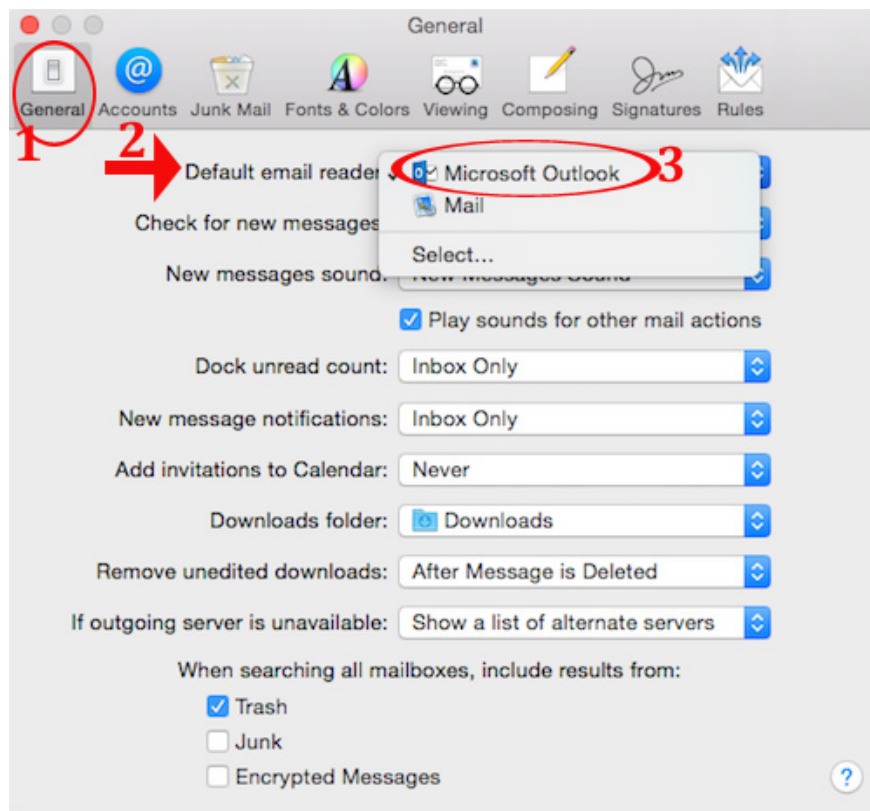 General
General Accounts Junk Mail Fonts & Colors Viewing Composing Signatures Rules
1
2
Default email reader
Microsoft Outlook
3
Mail
Check for new messages
Select...
New messages sound: New Messages Sound
Play sounds for other mail actions
Dock unread count: Inbox Only
New message notifications: Inbox Only
Add invitations to Calendar: Never
Downloads folder: Downloads
Remove unedited downloads: After Message is Deleted
If outgoing server is unavailable: Show a list of alternate servers
When searching all mailboxes, include results from:
Trash
Junk
Encrypted Messages
?